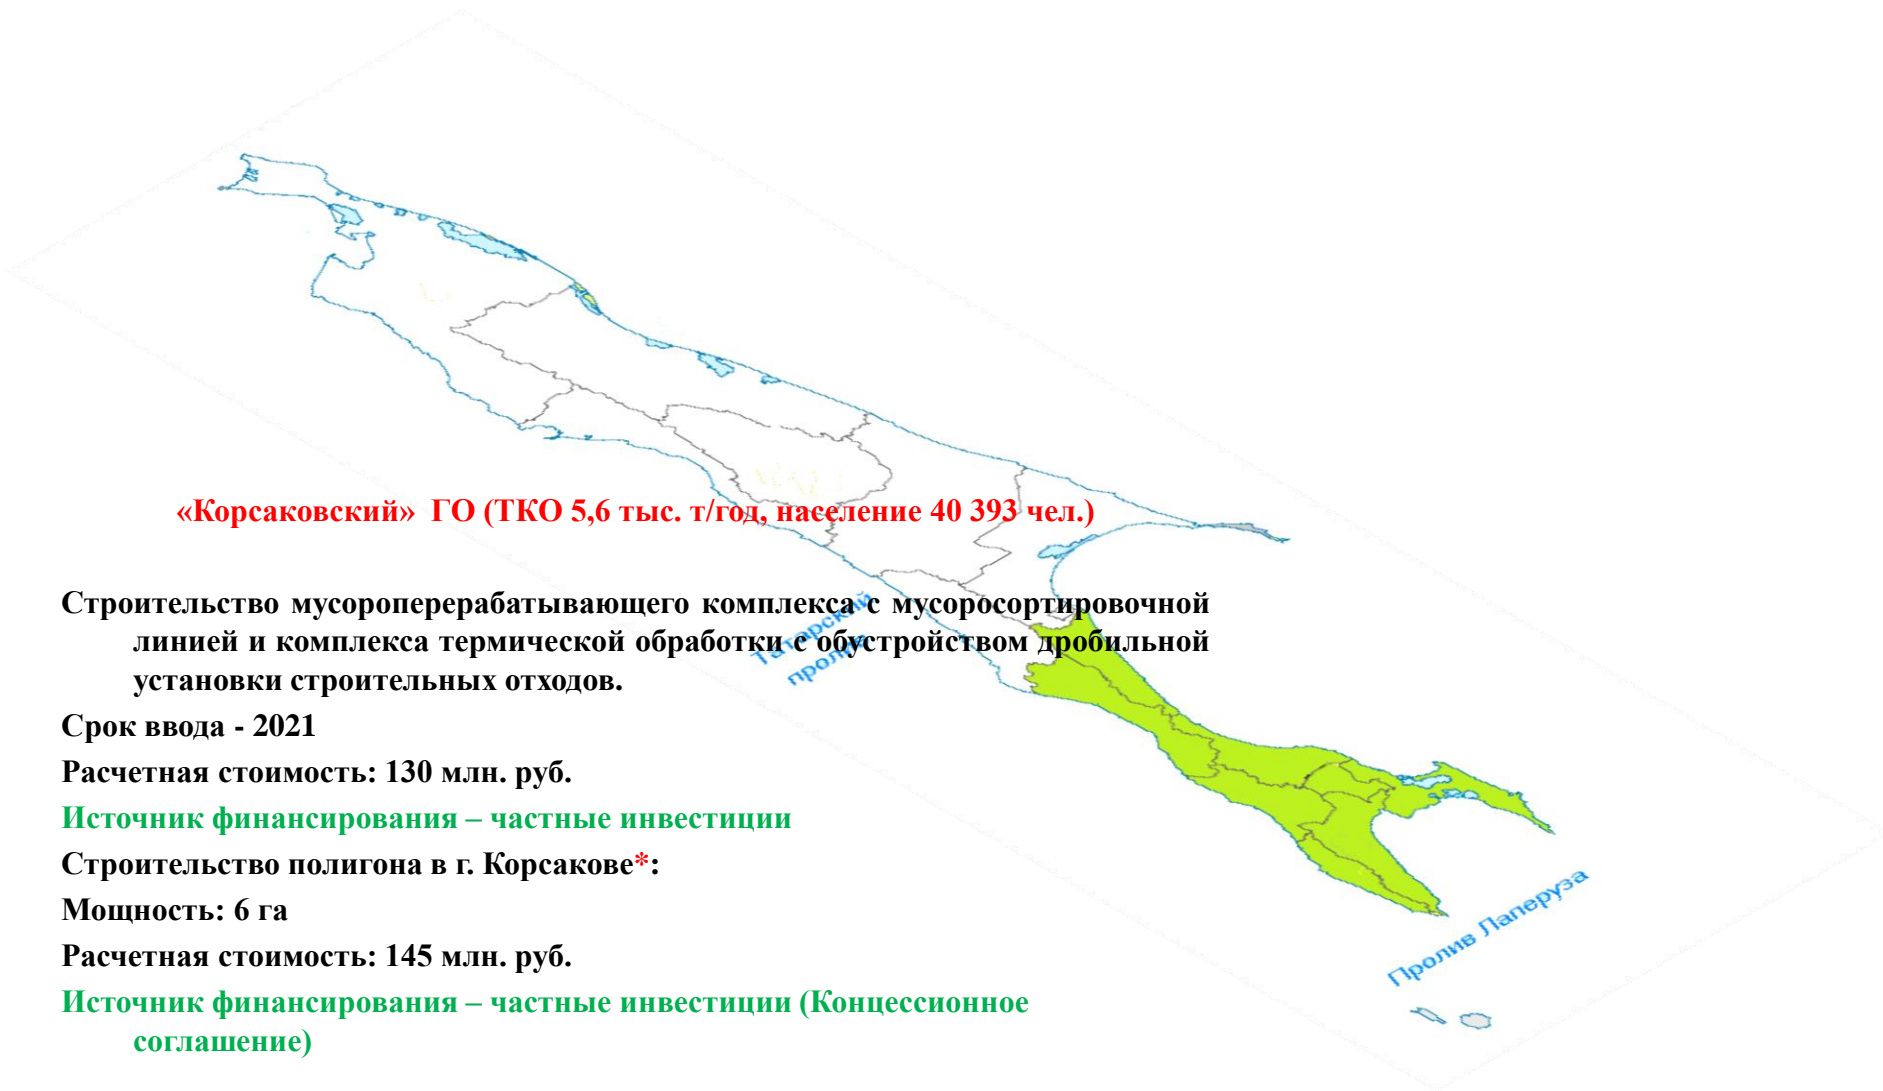 «Корсаковский» ГО (ТКО 5,6 тыс. т/год, население 40 393 чел.)
Строительство мусороперерабатывающего комплекса с мусоросортировочной
линией и комплекса термической обработки с обустройством дробильной
установки строительных отходов.
Татарский
пролив
Срок ввода - 2021
Расчетная стоимость: 130 млн. руб.
Источник финансирования – частные инвестиции
Строительство полигона в г. Корсакове*:
Мощность: 6 га
Расчетная стоимость: 145 млн. руб.
Источник финансирования – частные инвестиции (Концессионное
соглашение)
Пролив Лаперуза